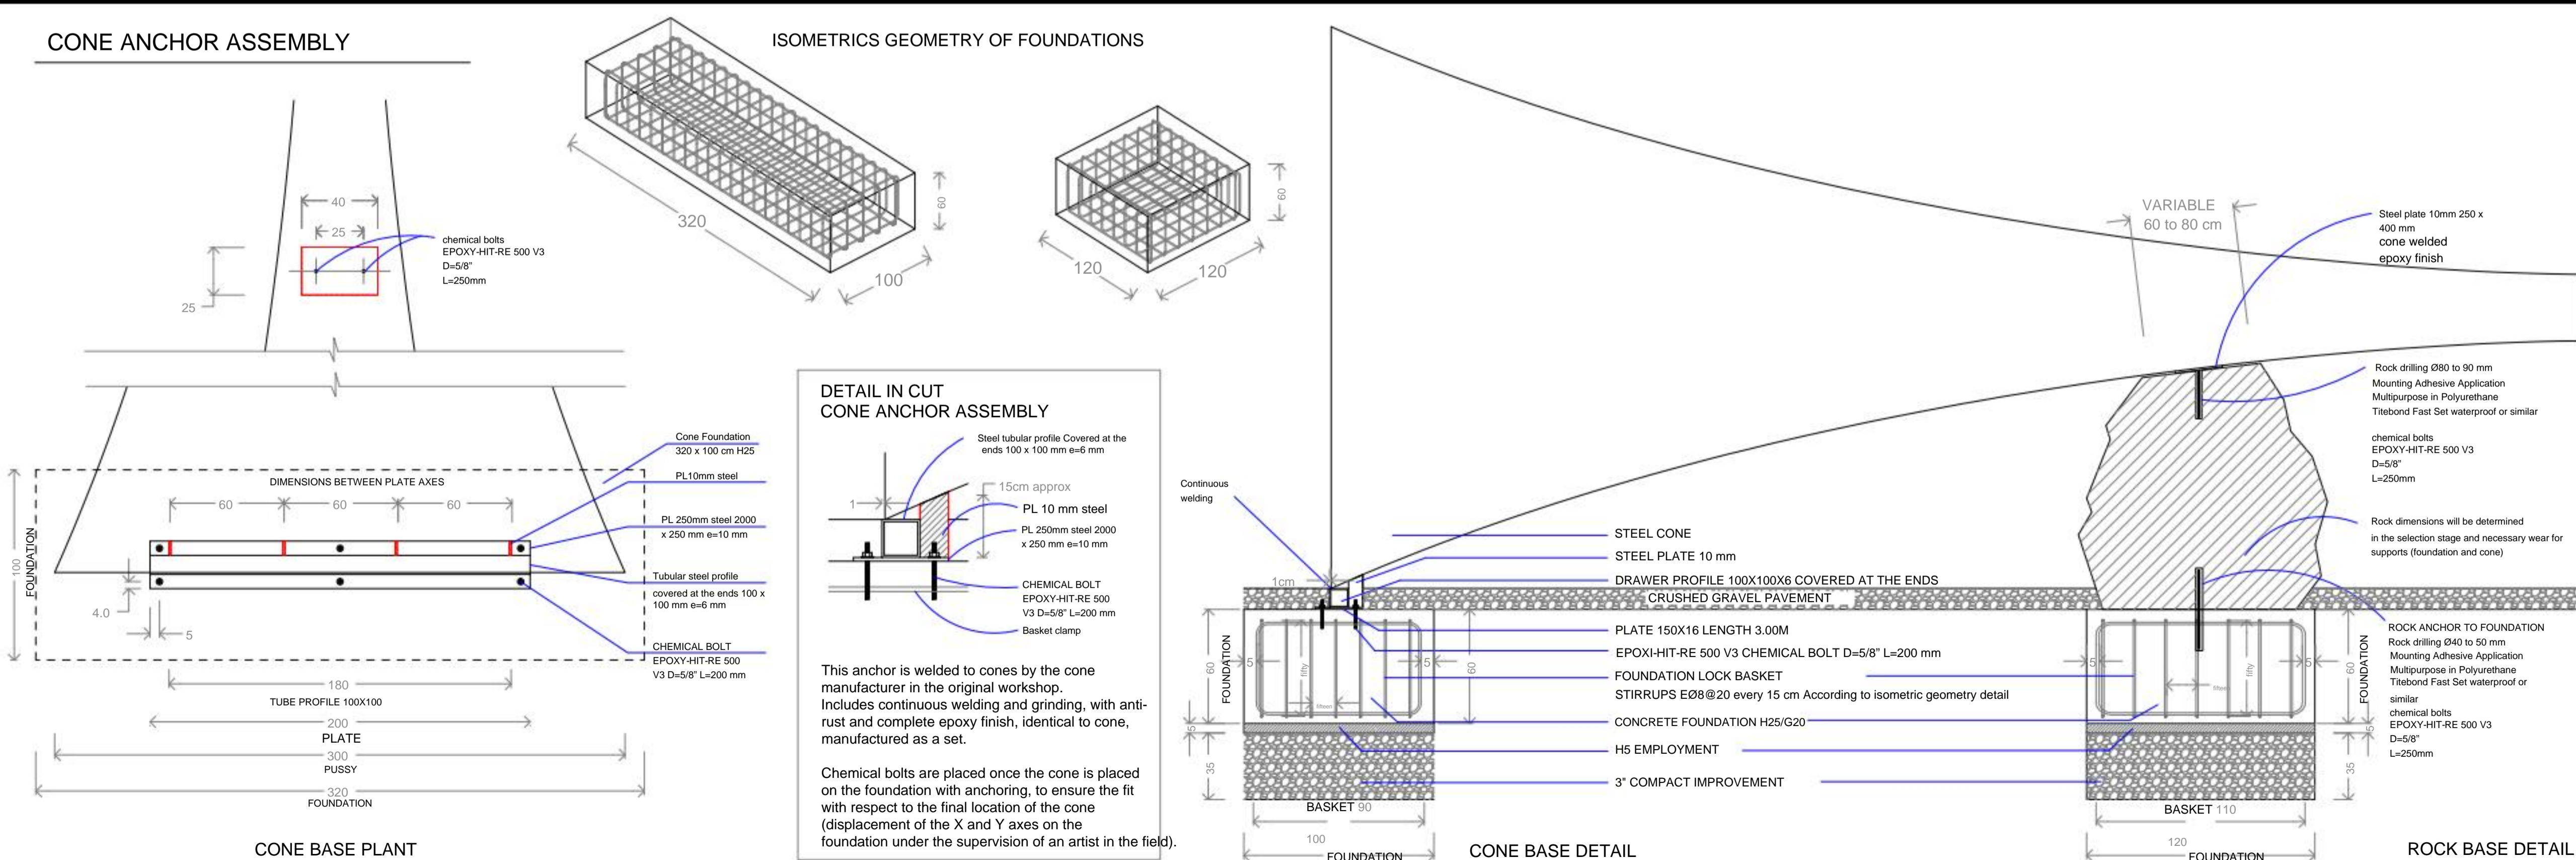 CONE ANCHOR ASSEMBLY
ISOMETRICS GEOMETRY OF FOUNDATIONS
40
25
25
chemical bolts
EPOXY-HIT-RE 500 V3
D=5/8"
L=250mm
320
100
60
120
120
60
Cone Foundation
320 x 100 cm H25
PL10mm steel
PL 250mm steel 2000
x 250 mm e=10 mm
Tubular steel profile
covered at the ends 100 x
100 mm e=6 mm
CHEMICAL BOLT
EPOXY-HIT-RE 500
V3 D=5/8" L=200 mm
DIMENSIONS BETWEEN PLATE AXES
60
60
60
100
FOUNDATION
4.0
5
180
TUBE PROFILE 100X100
200
PLATE
300
PUSSY
320
FOUNDATION
CONE BASE PLANT
DETAIL IN CUT
CONE ANCHOR ASSEMBLY
Steel tubular profile Covered at the
ends 100 x 100 mm e=6 mm
1
15cm approx
PL 10 mm steel
PL 250mm steel 2000
x 250 mm e=10 mm
CHEMICAL BOLT
EPOXY-HIT-RE 500
V3 D=5/8" L=200 mm
Basket clamp
This anchor is welded to cones by the cone
manufacturer in the original workshop.
Includes continuous welding and grinding, with anti-
rust and complete epoxy finish, identical to cone,
manufactured as a set.
Chemical bolts are placed once the cone is placed
on the foundation with anchoring, to ensure the fit
with respect to the final location of the cone
(displacement of the X and Y axes on the
foundation under the supervision of an artist in the field).
Continuous
welding
1cm
STEEL CONE
STEEL PLATE 10 mm
DRAWER PROFILE 100X100X6 COVERED AT THE ENDS
CRUSHED GRAVEL PAVEMENT
PLATE 150X16 LENGTH 3.00M
EPOXI-HIT-RE 500 V3 CHEMICAL BOLT D=5/8" L=200 mm
FOUNDATION LOCK BASKET
STIRRUPS EØ8@20 every 15 cm According to isometric geometry detail
CONCRETE FOUNDATION H25/G20
H5 EMPLOYMENT
3" COMPACT IMPROVEMENT
60
FOUNDATION
5
fifty
fifteen
5
60
5
35
BASKET 90
100
FOUNDATION
CONE BASE DETAIL
VARIABLE
60 to 80 cm
Steel plate 10mm 250 x
400 mm
cone welded
epoxy finish
Rock drilling Ø80 to 90 mm
Mounting Adhesive Application
Multipurpose in Polyurethane
Titebond Fast Set waterproof or similar
chemical bolts
EPOXY-HIT-RE 500 V3
D=5/8"
L=250mm
Rock dimensions will be determined
in the selection stage and necessary wear for
supports (foundation and cone)
ROCK ANCHOR TO FOUNDATION
Rock drilling Ø40 to 50 mm
Mounting Adhesive Application
Multipurpose in Polyurethane
Titebond Fast Set waterproof or
similar
chemical bolts
EPOXY-HIT-RE 500 V3
D=5/8"
L=250mm
5
fifteen
fifty
5
60
FOUNDATION
5
35
BASKET 110
120
FOUNDATION
ROCK BASE DETAIL